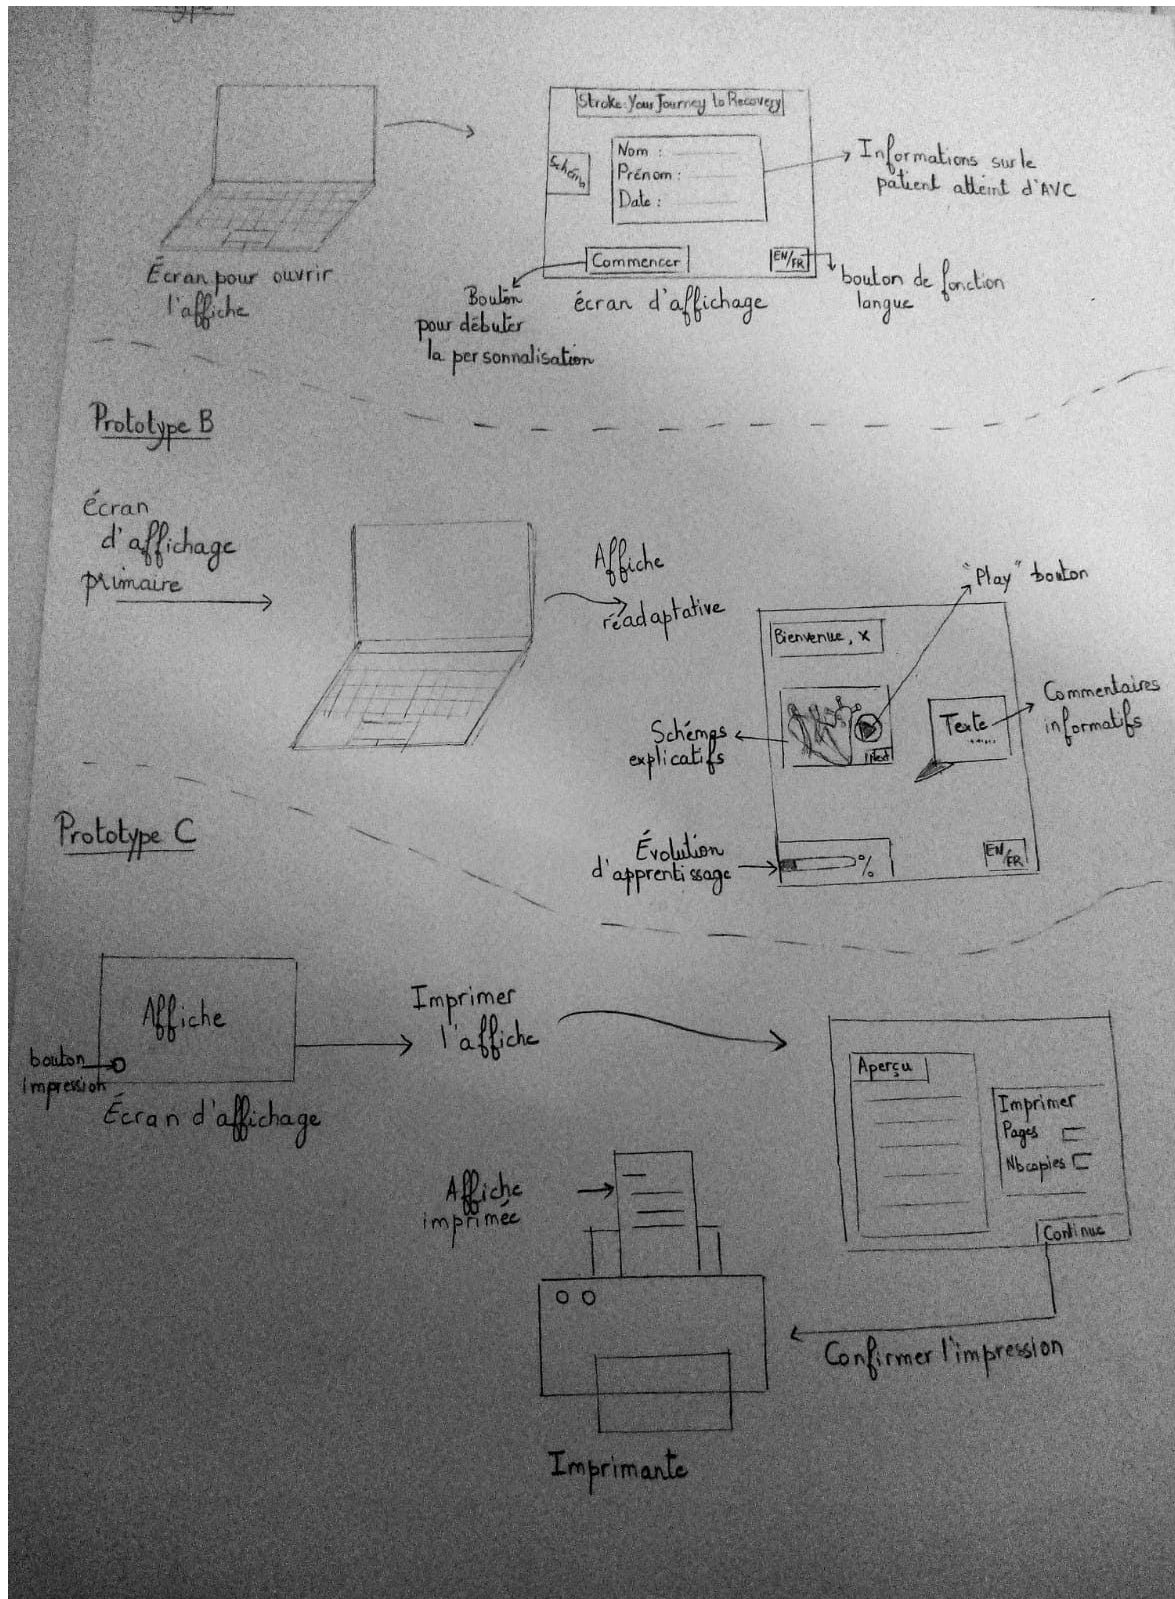 Stroke: Your Journey to Recovery
Schéma
Nom :
Prénom :
Date :
Informations sur le
patient atteint d'AVC
Commencer
EN/FR
Écran pour ouvrir
l'affiche
Bouton
pour débuter
la personnalisation
écran d'affichage
bouton de fonction
langue
Prototype B
écran
d'affichage
primaire
Affiche
réadaptative
"Play" bouton
Bienvenue, x
Schémas
explicatifs
Next
Texte
Commentaires
informatifs
Évolution
d'apprentissage
%
EN/FR
Prototype C
Affiche
bouton
impression
Écran d'affichage
Imprimer
l'affiche
Aperçu
Imprimer
Pages
Nb copies
Continue
Affiche
imprimée
Confirmer l'impression
Imprimante